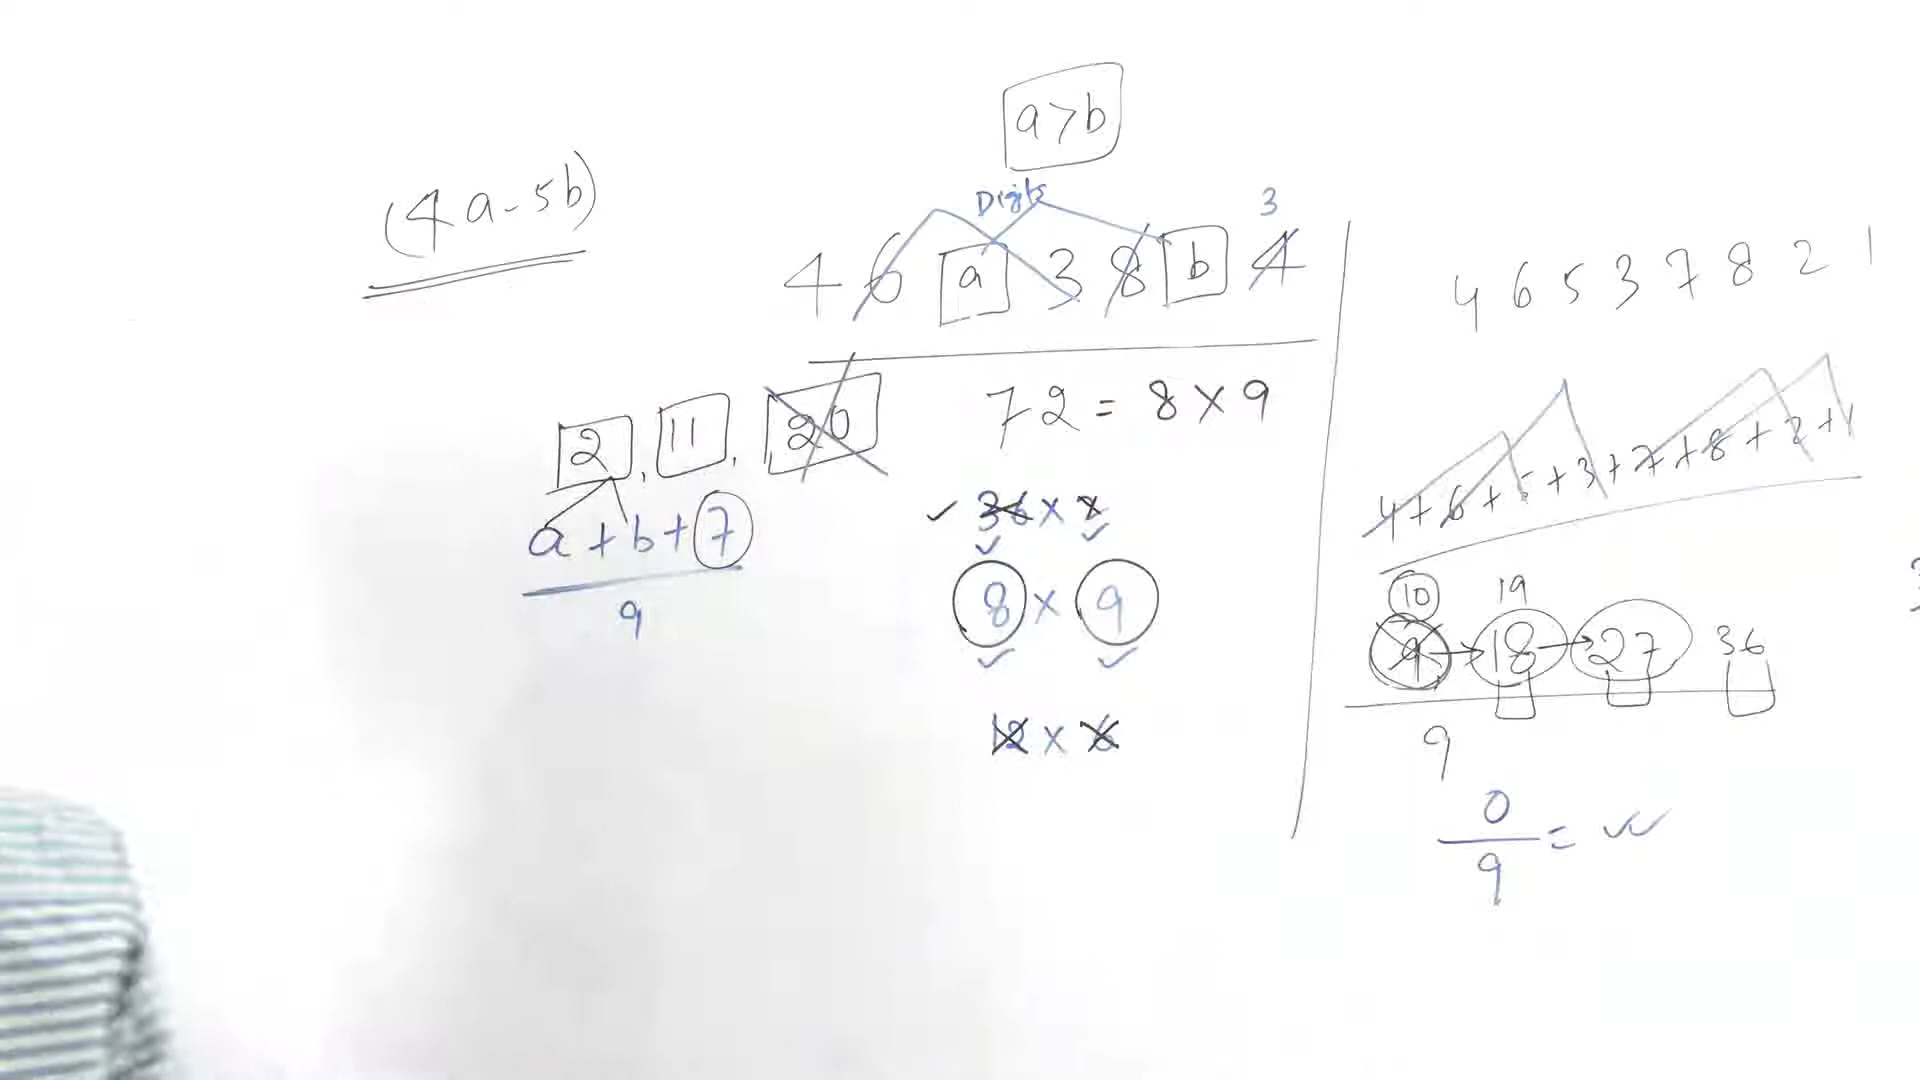 a>b
(4a-5b)
Digits
3
4 6 a 3 8 b 4
4 6 5 3 7 8 2 1
72 = 8 × 9
2, 11, 20
a + b + 7
9
36 × 2
8 × 9
12 × 6
4 + 6 + 5 + 3 + 7 + 8 + 2 + 1
10 19
9 18 27 36
9
0
9 =